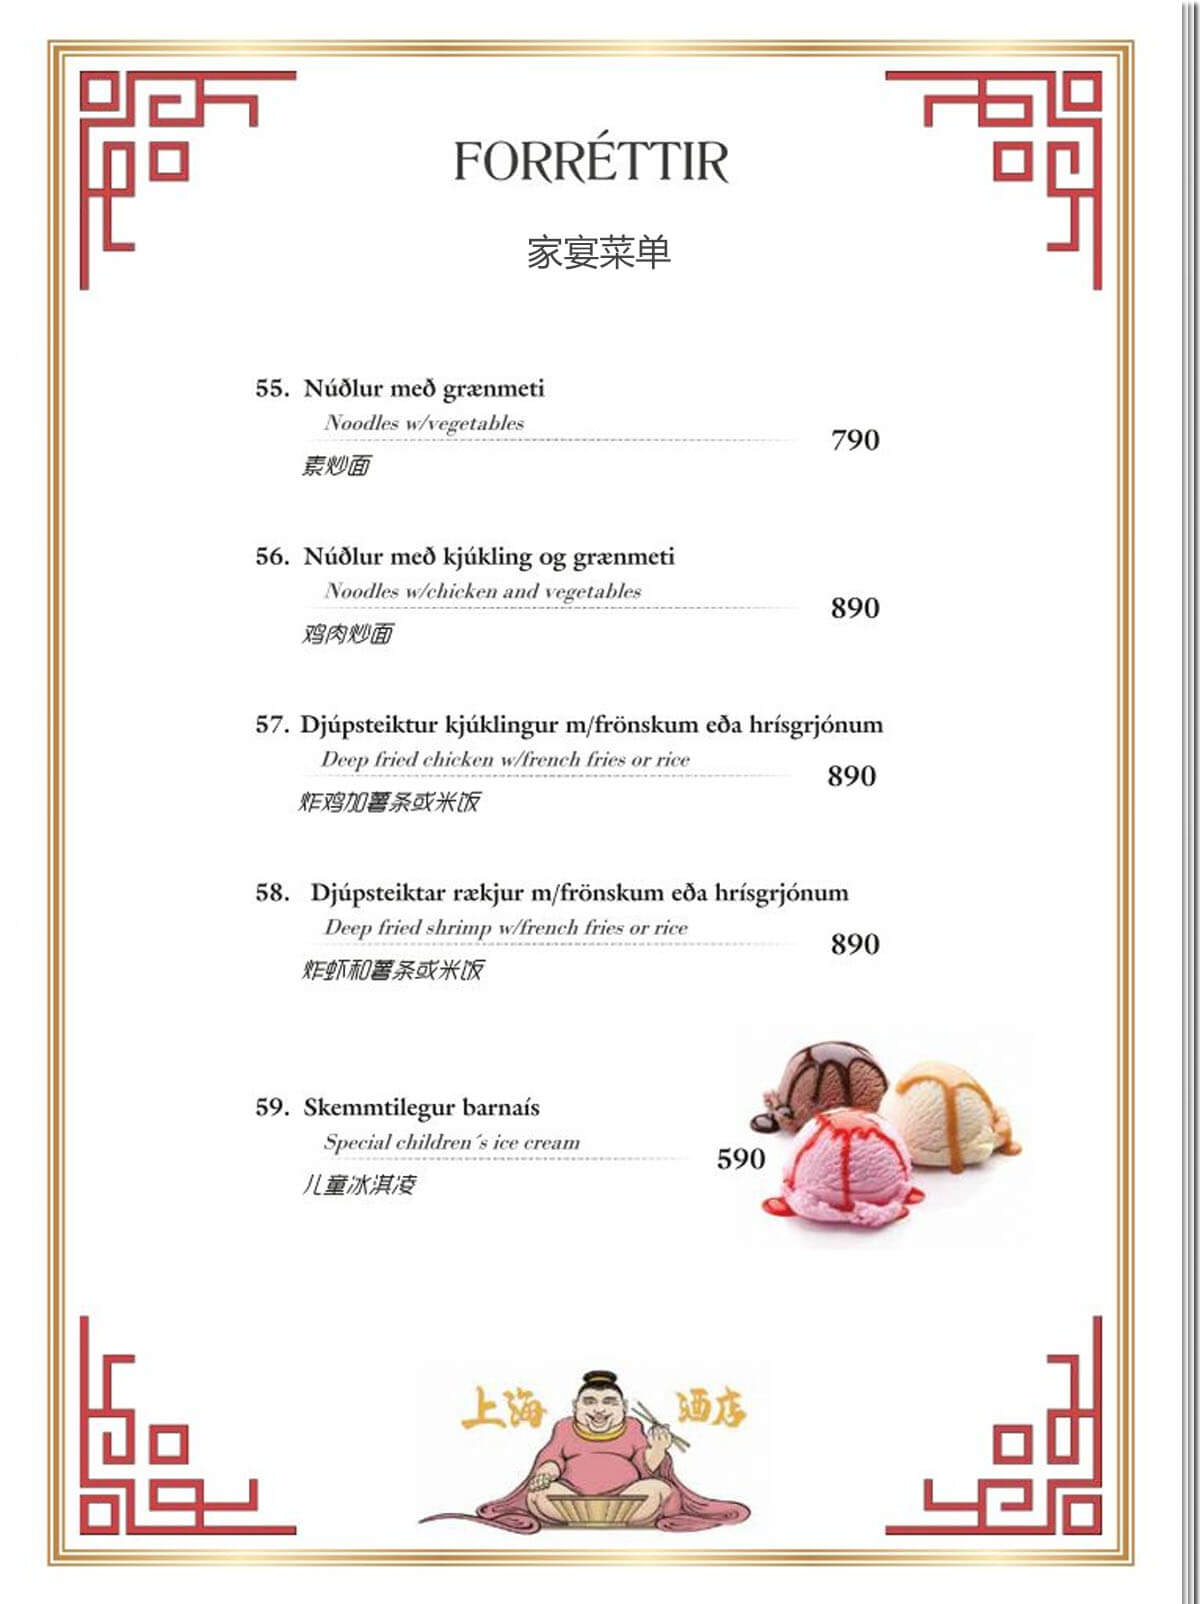 FORRÉTTIR
家宴菜单
55. Núðlur með grænmeti
Noodles w/vegetables
790
素炒面
56. Núðlur með kjúkling og grænmeti
Noodles w/chicken and vegetables
890
鸡肉炒面
57. Djúpsteiktur kjúklingur m/frönskum eða hrísgrjónum
Deep fried chicken w/french fries or rice
890
炸鸡加薯条或米饭
58. Djúpsteiktar rækjur m/frönskum eða hrísgrjónum
Deep fried shrimp w/french fries or rice
890
炸虾和薯条或米饭
59. Skemmtilegur barnaís
Special children´s ice cream
590
儿童冰淇凌
上海 酒店